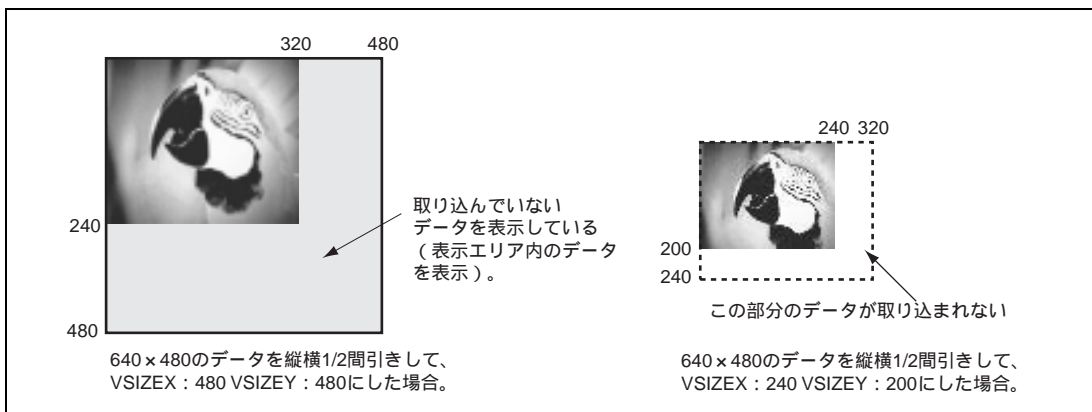 320 480
240
480
取り込んでいない
データを表示している
（表示エリア内のデータ
を表示）。
640×480のデータを縦横1/2間引きして、
VSIZEX：480 VSIZEY：480にした場合。
240 320
200
240
この部分のデータが取り込まれない
640×480のデータを縦横1/2間引きして、
VSIZEX：240 VSIZEY：200にした場合。